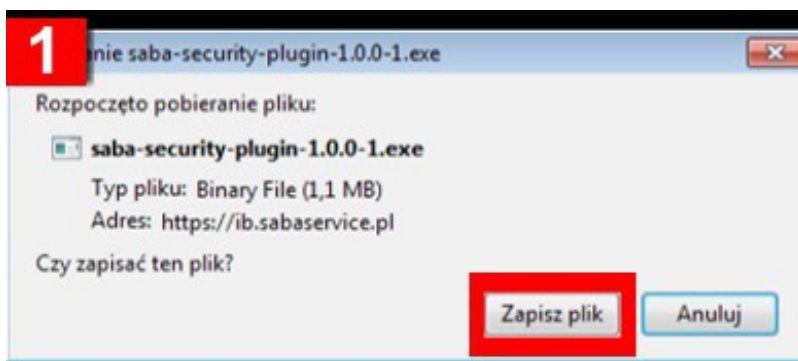 1
nie saba-security-plugin-1.0.0-1.exe
Rozpoczęto pobieranie pliku:
saba-security-plugin-1.0.0-1.exe
Typ pliku: Binary File (1,1 MB)
Adres: https://ib.sabaservice.pl
Czy zapisać ten plik?
Zapisz plik Anuluj